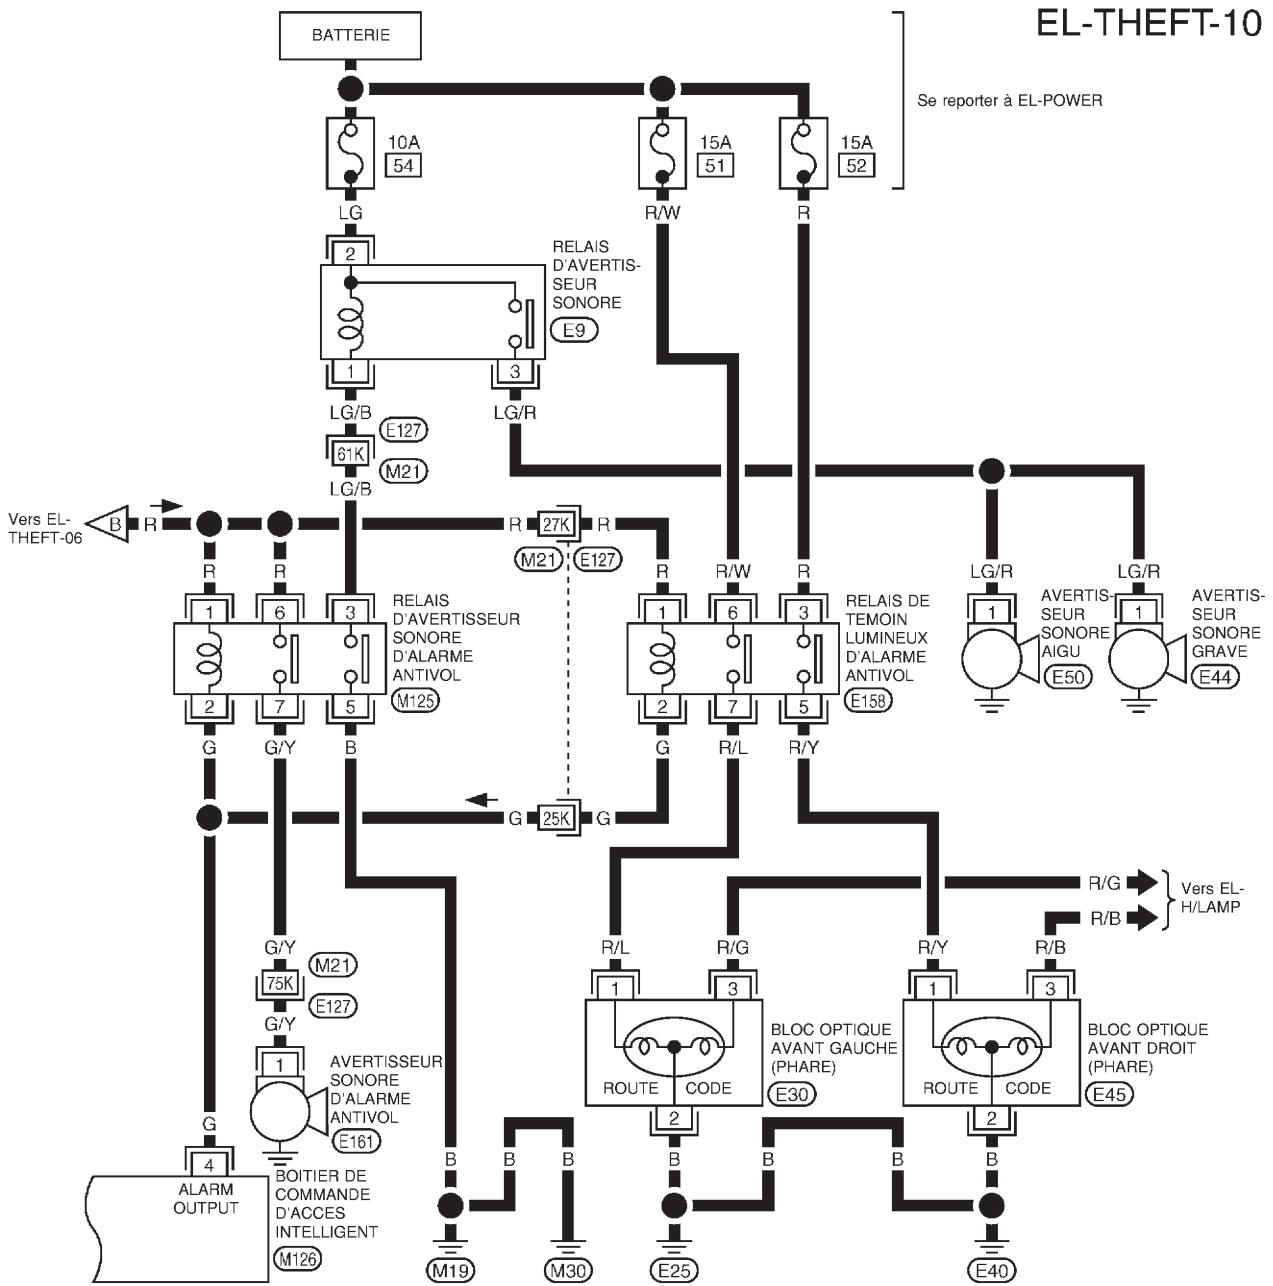 EL-THEFT-10
BATTERIE
Se reporter à EL-POWER
10A
54
15A
51
15A
52
LG
R/W
R
2
RELAIS
D'AVERTIS-
SEUR
SONORE
E9
1
3
LG/B
LG/R
E127
61K
M21
LG/B
Vers EL-
THEFT-06
B
R
R
27K
R
M21
E127
R
R
R
R/W
R
LG/R
LG/R
1
6
3
RELAIS
D'AVERTISSEUR
SONORE
D'ALARME
ANTIVOL
M125
1
6
3
RELAIS DE
TEMOIN
LUMINEUX
D'ALARME
ANTIVOL
E158
1
AVERTIS-
SEUR
SONORE
AIGU
E50
1
AVERTIS-
SEUR
SONORE
GRAVE
E44
2
7
5
2
7
5
G
G/Y
B
G
R/L
R/Y
G
25K
G
R/G
R/B
Vers EL-
H/LAMP
G/Y
M21
75K
E127
G/Y
R/L
R/G
R/Y
R/B
1
3
1
3
BLOC OPTIQUE
AVANT GAUCHE
(PHARE)
E30
ROUTE
CODE
BLOC OPTIQUE
AVANT DROIT
(PHARE)
E45
ROUTE
CODE
1
AVERTISSEUR
SONORE
D'ALARME
ANTIVOL
E161
2
2
G
B
B
B
B
B
B
B
4
ALARM
OUTPUT
BOITIER DE
COMMANDE
D'ACCES
INTELLIGENT
M126
M19
M30
E25
E40